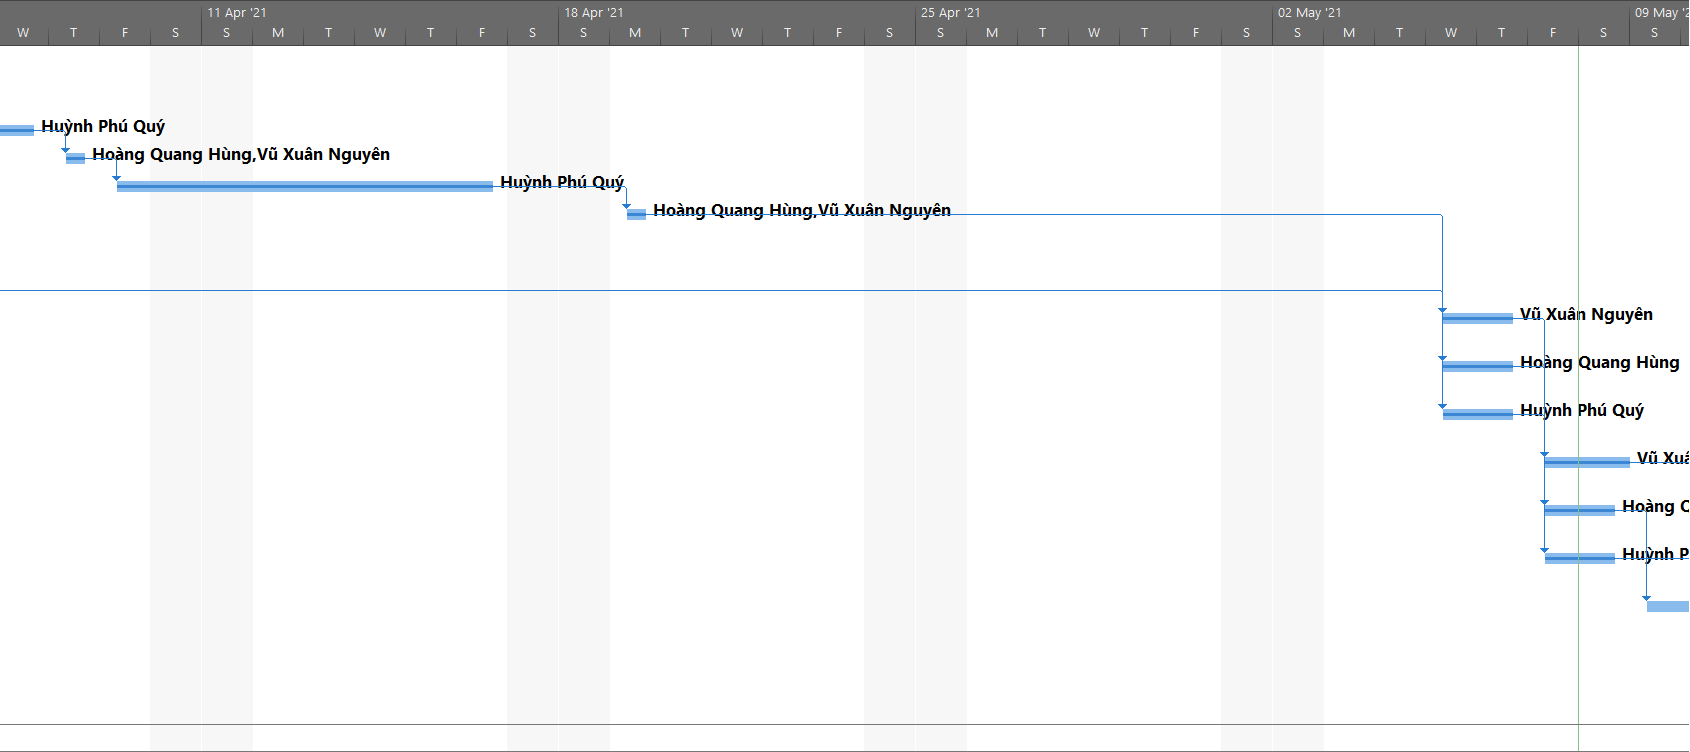 11 Apr '21 18 Apr '21 25 Apr '21 02 May '21 09 May '2
W T F S S M T W T F S S M T W T F S S M T W T F S S M T W T F S S
Huỳnh Phú Quý
Hoàng Quang Hùng,Vũ Xuân Nguyên
Huỳnh Phú Quý
Hoàng Quang Hùng,Vũ Xuân Nguyên
Vũ Xuân Nguyên
Hoàng Quang Hùng
Huỳnh Phú Quý
Vũ Xuâ
Hoàng Q
Huỳnh P